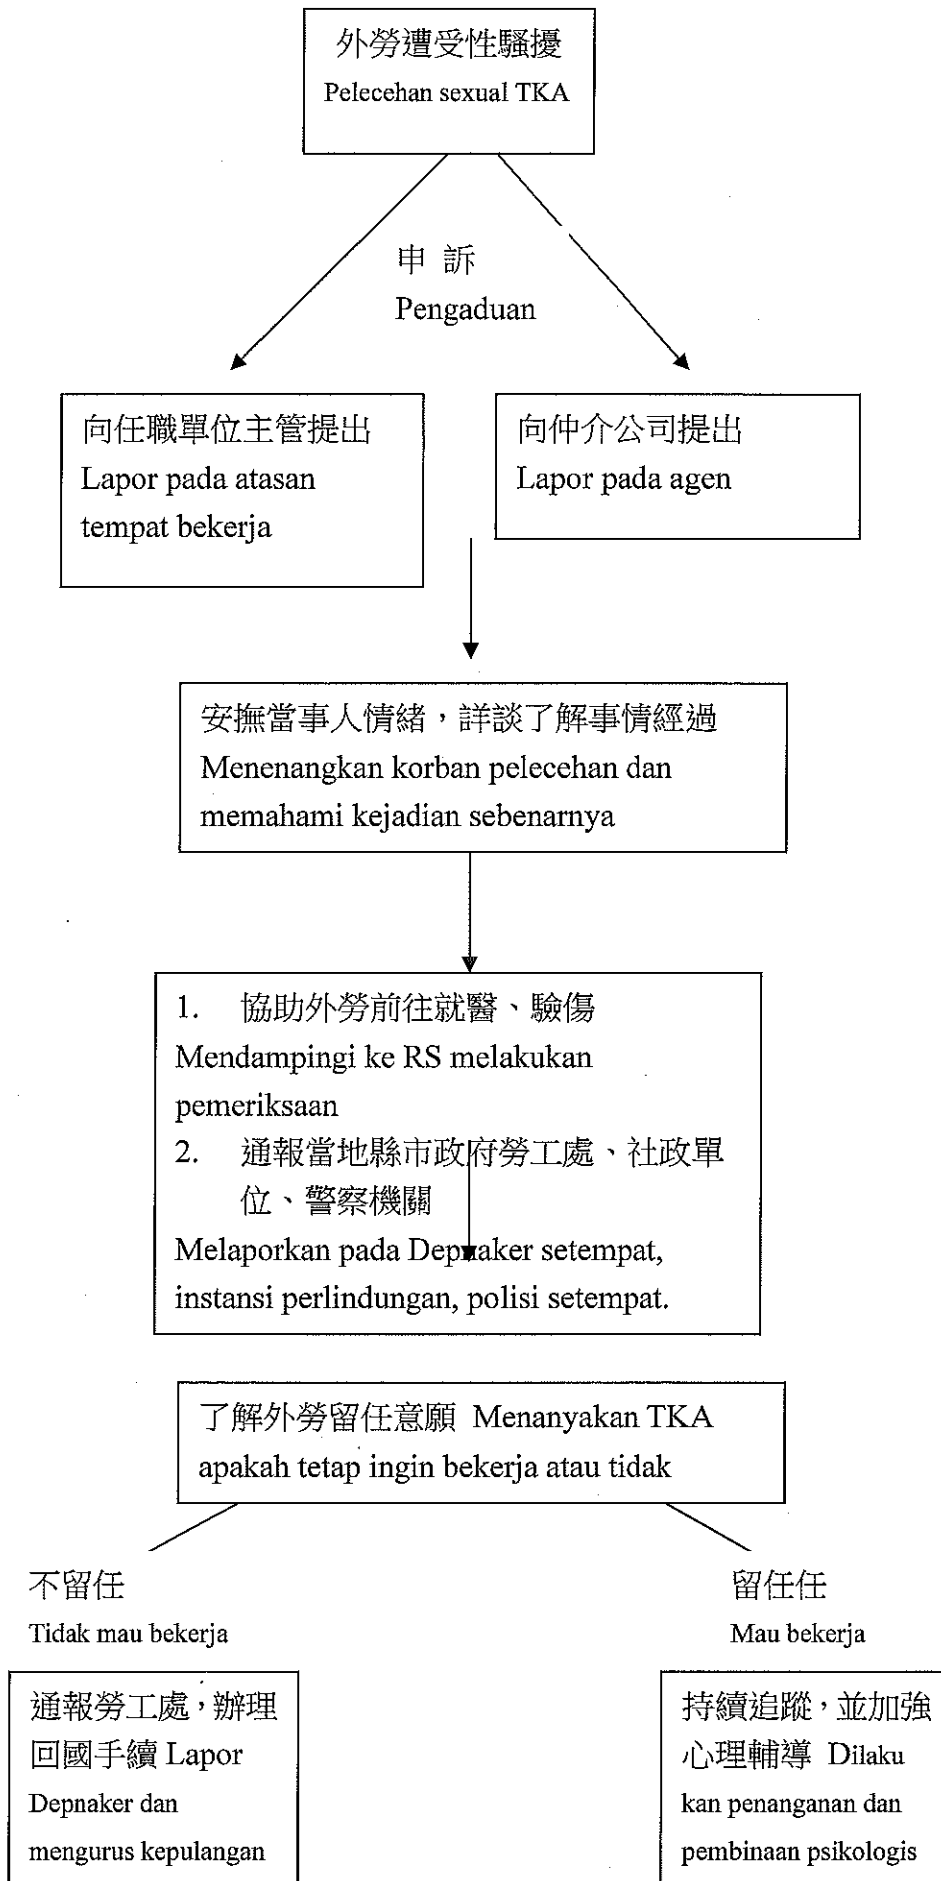 外勞遭受性騷擾
Pelecehan sexual TKA
申 訴
Pengaduan
向任職單位主管提出
Lapor pada atasan
tempat bekerja
向仲介公司提出
Lapor pada agen
安撫當事人情緒，詳談了解事情經過
Menenangkan korban pelecehan dan
memahami kejadian sebenarnya
1. 協助外勞前往就醫、驗傷
Mendampingi ke RS melakukan
pemeriksaan
2. 通報當地縣市政府勞工處、社政單
位、警察機關
Melaporkan pada Depnaker setempat,
instansi perlindungan, polisi setempat.
了解外勞留任意願 Menanyakan TKA
apakah tetap ingin bekerja atau tidak
不留任
Tidak mau bekerja
留任任
Mau bekerja
通報勞工處，辦理
回國手續 Lapor
Depnaker dan
mengurus kepulangan
持續追蹤，並加強
心理輔導 Dilaku
kan penanganan dan
pembinaan psikologis